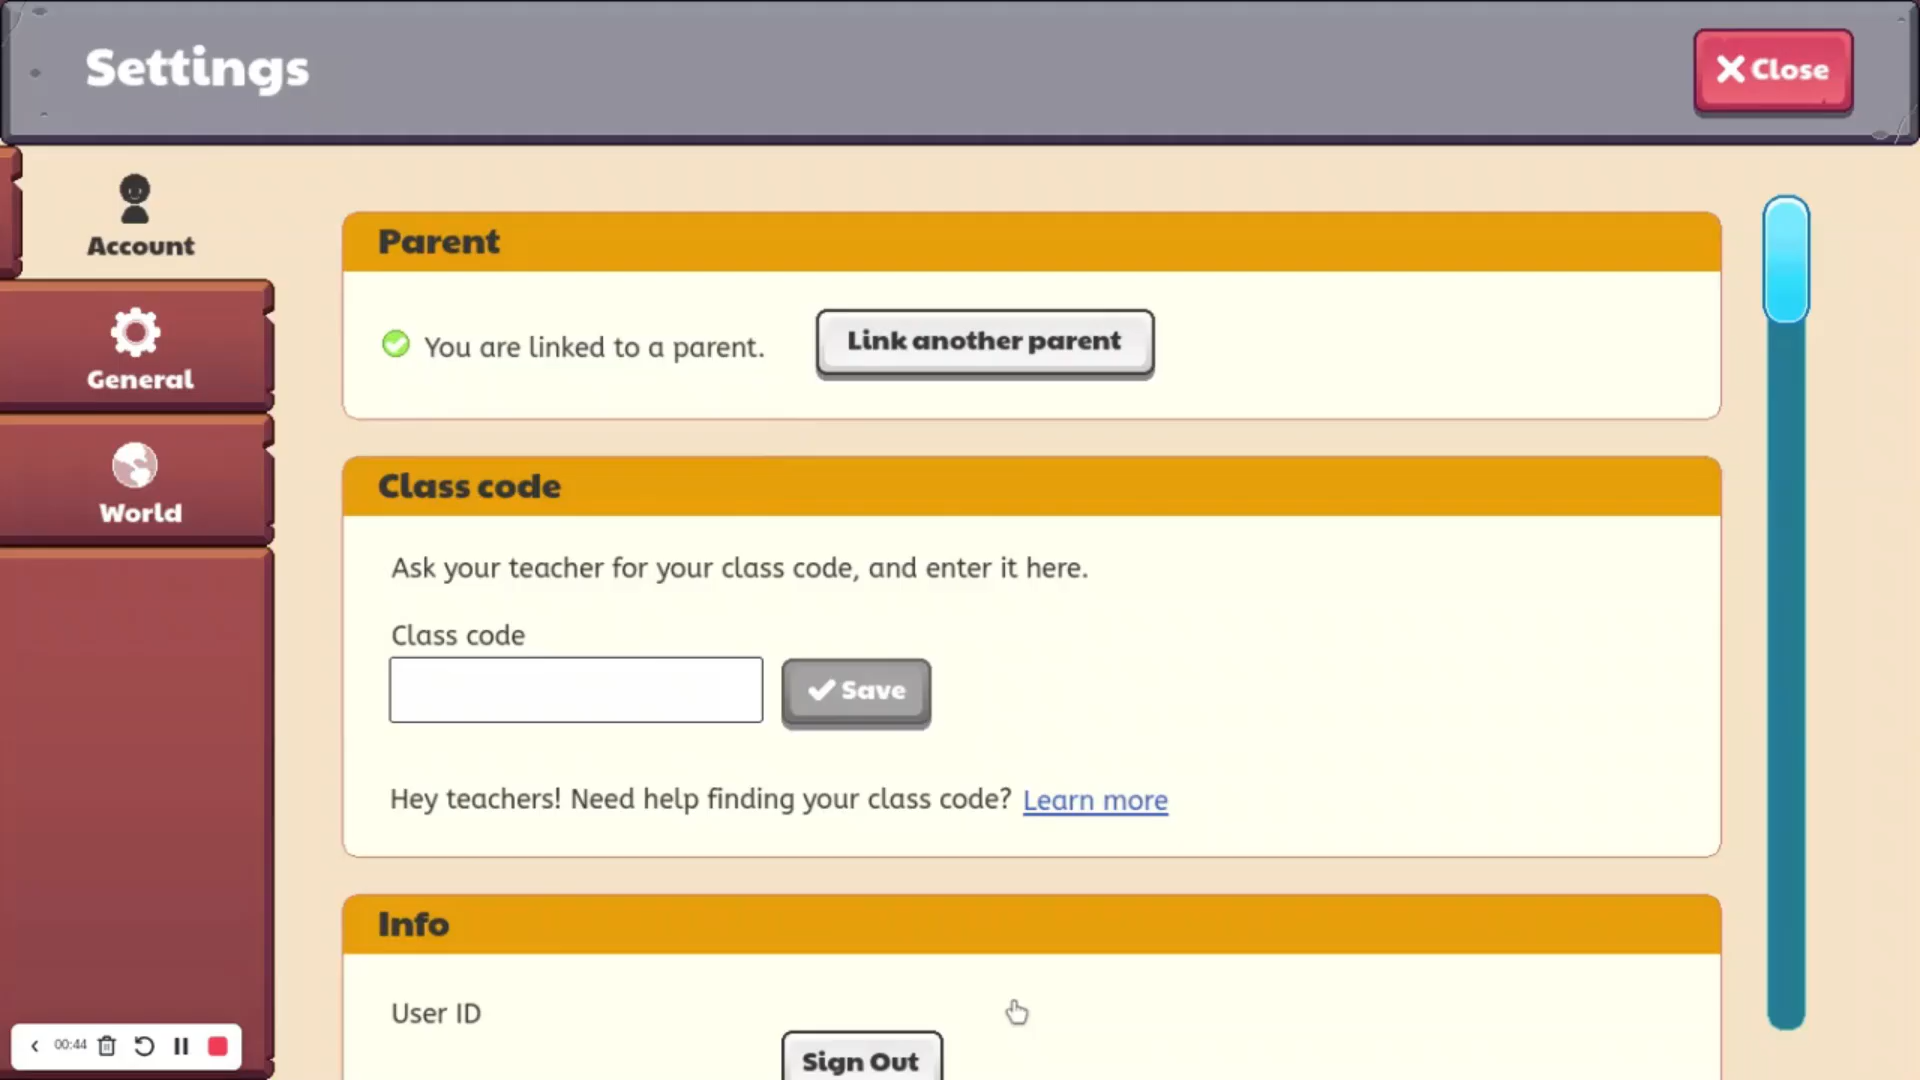 Settings
Close
Account
General
World
Parent
You are linked to a parent.
Link another parent
Class code
Ask your teacher for your class code, and enter it here.
Class code
Save
Hey teachers! Need help finding your class code? Learn more
Info
User ID
Sign Out
00:44